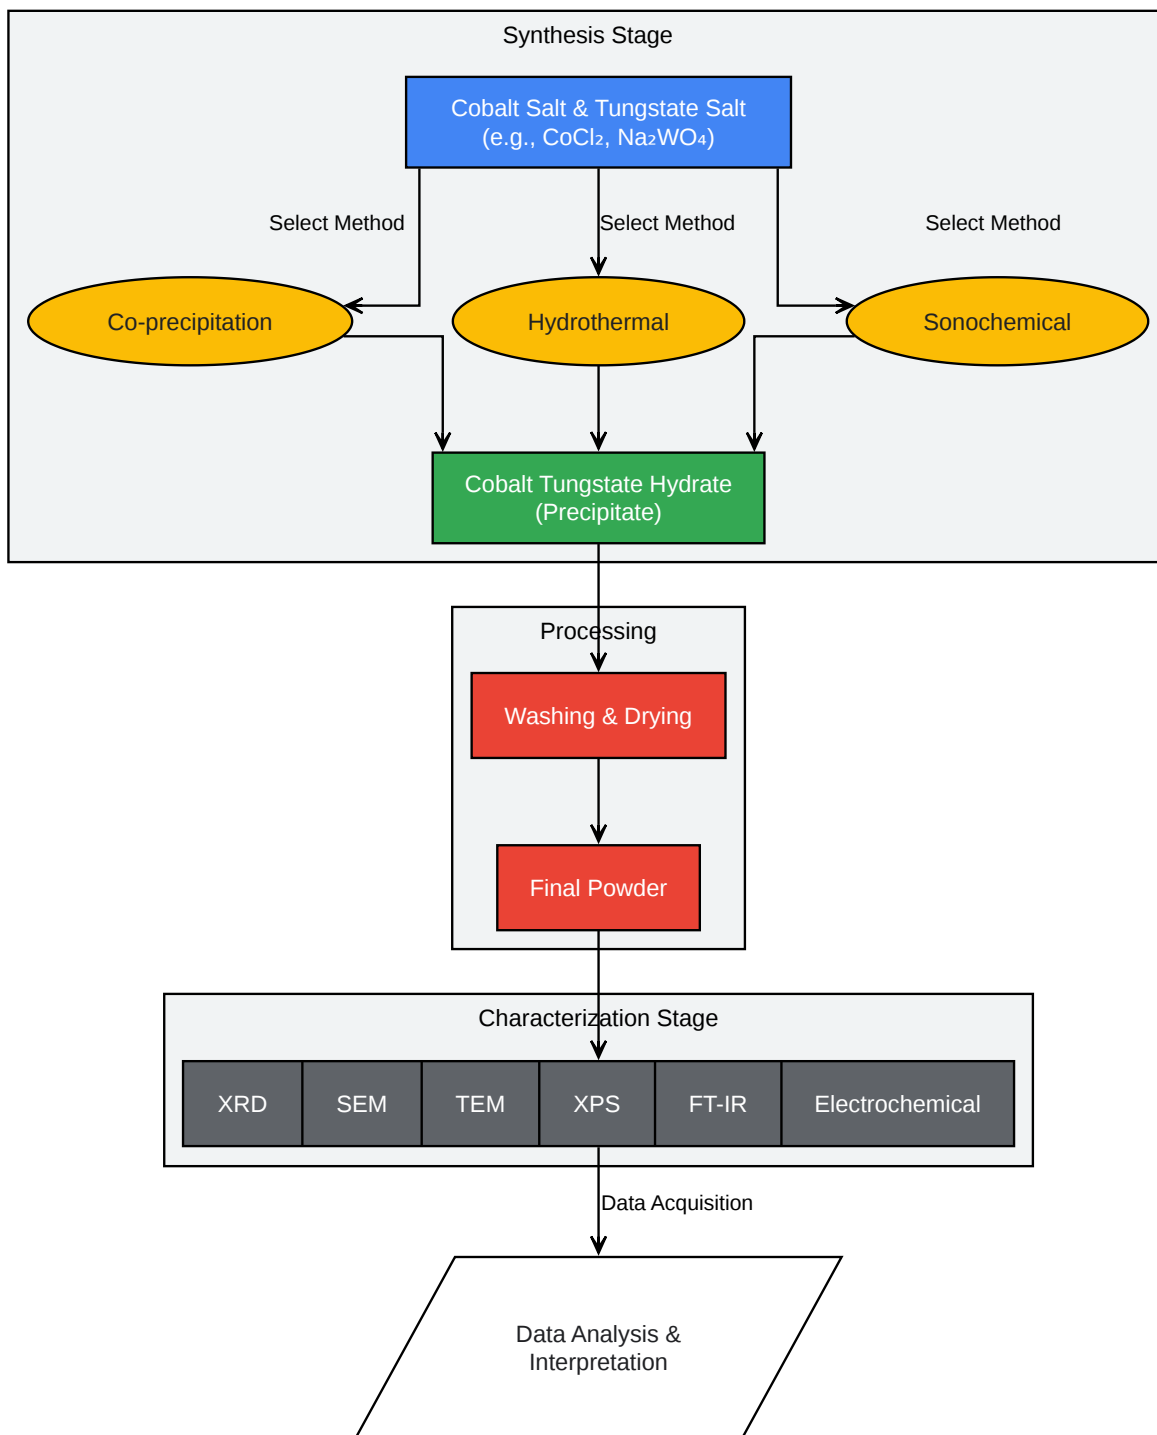 Synthesis Stage
Cobalt Salt & Tungstate Salt
(e.g., CoCl₂, Na₂WO₄)
Select Method
Select Method
Select Method
Co-precipitation
Hydrothermal
Sonochemical
Cobalt Tungstate Hydrate
(Precipitate)
Processing
Washing & Drying
Final Powder
Characterization Stage
XRD
SEM
TEM
XPS
FT-IR
Electrochemical
Data Acquisition
Data Analysis &
Interpretation